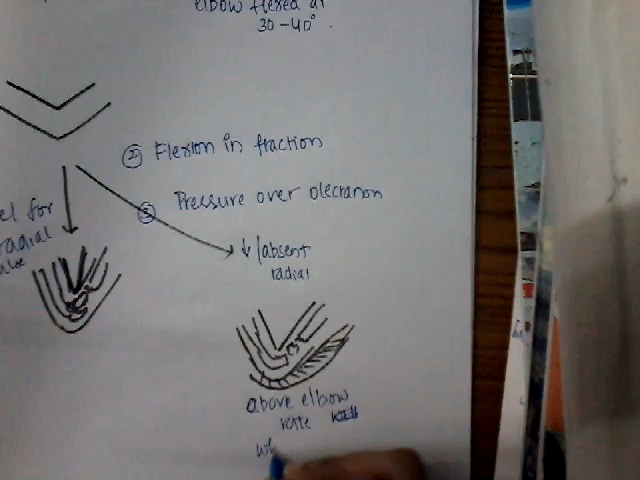 elbow flexed at
30-40°.
② Flexion in fraction
③ Pressure over olecranon
el for
radial
↓/absent
radial
above elbow